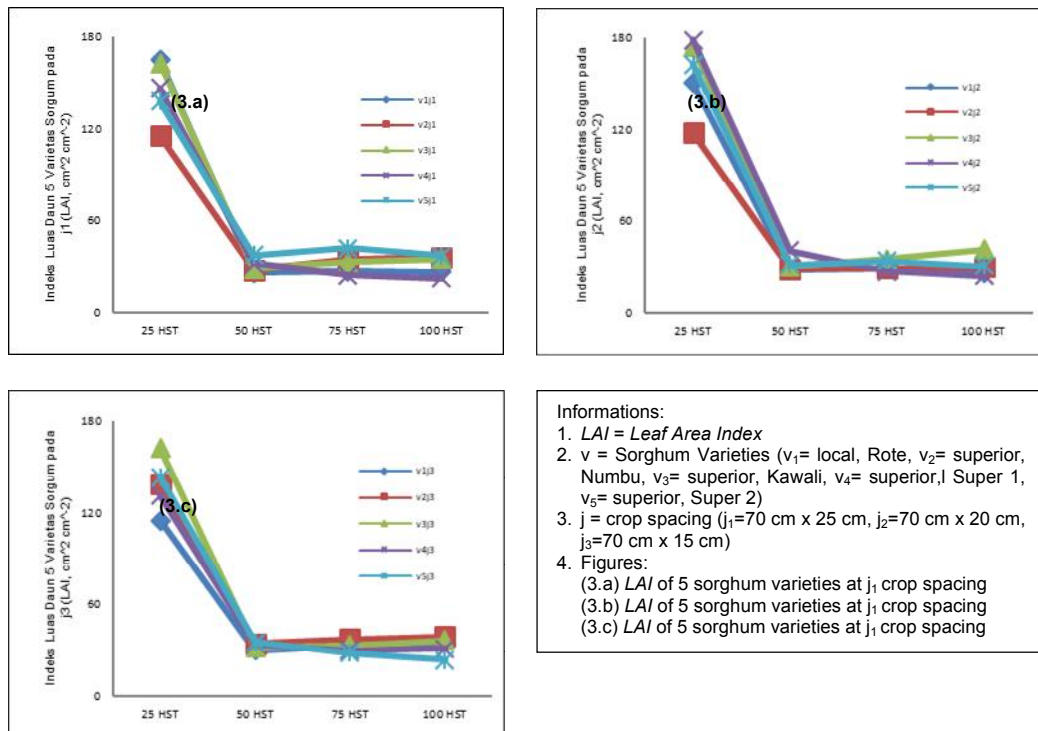 Indeks Luas Daun 5 Varietas Sorgum pada
j1 (LAI, cm^2 cm^-2)
180
120
60
0
(3.a)
v1j1
v2j1
v3j1
v4j1
v5j1
25 HST 50 HST 75 HST 100 HST
Indeks Luas Daun 5 Varietas Sorgum pada
j2 (LAI, cm^2 cm^-2)
180
120
60
0
(3.b)
v1j2
v2j2
v3j2
v4j2
v5j2
25 HST 50 HST 75 HST 100 HST
Indeks Luas Daun 5 Varietas Sorgum pada
j3 (LAI, cm^2 cm^-2)
180
120
60
0
(3.c)
v1j3
v2j3
v3j3
v4j3
v5j3
25 HST 50 HST 75 HST 100 HST
Informations:
1. LAI = Leaf Area Index
2. v = Sorghum Varieties (v₁= local, Rote, v₂= superior,
Numbu, v₃= superior, Kawali, v₄= superior,l Super 1,
v₅= superior, Super 2)
3. j = crop spacing (j₁=70 cm x 25 cm, j₂=70 cm x 20 cm,
j₃=70 cm x 15 cm)
4. Figures:
(3.a) LAI of 5 sorghum varieties at j₁ crop spacing
(3.b) LAI of 5 sorghum varieties at j₁ crop spacing
(3.c) LAI of 5 sorghum varieties at j₁ crop spacing